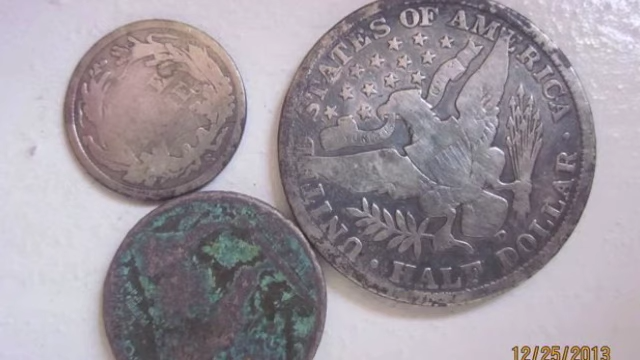 UNITED STATES OF AMERICA
· HALF DOLLAR ·
12/25/2013